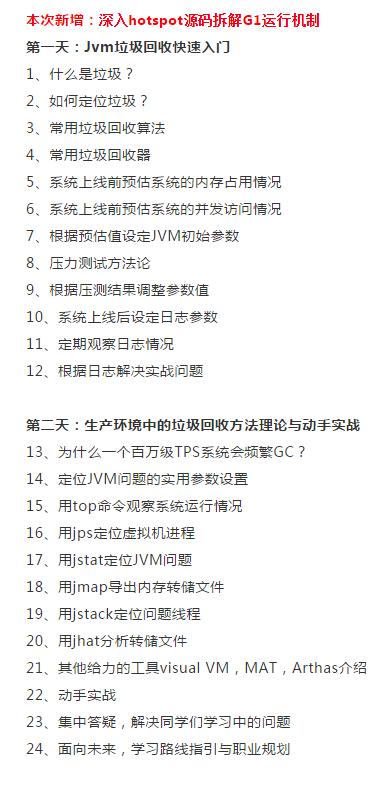 本次新增：深入hotspot源码拆解G1运行机制
第一天：Jvm垃圾回收快速入门
1、什么是垃圾？
2、如何定位垃圾？
3、常用垃圾回收算法
4、常用垃圾回收器
5、系统上线前预估系统的内存占用情况
6、系统上线前预估系统的并发访问情况
7、根据预估值设定JVM初始参数
8、压力测试方法论
9、根据压测结果调整参数值
10、系统上线后设定日志参数
11、定期观察日志情况
12、根据日志解决实战问题
第二天：生产环境中的垃圾回收方法理论与动手实战
13、为什么一个百万级TPS系统会频繁GC？
14、定位JVM问题的实用参数设置
15、用top命令观察系统运行情况
16、用jps定位虚拟机进程
17、用jstat定位JVM问题
18、用jmap导出内存转储文件
19、用jstack定位问题线程
20、用jhat分析转储文件
21、其他给力的工具visual VM，MAT，Arthas介绍
22、动手实战
23、集中答疑，解决同学们学习中的问题
24、面向未来，学习路线指引与职业规划